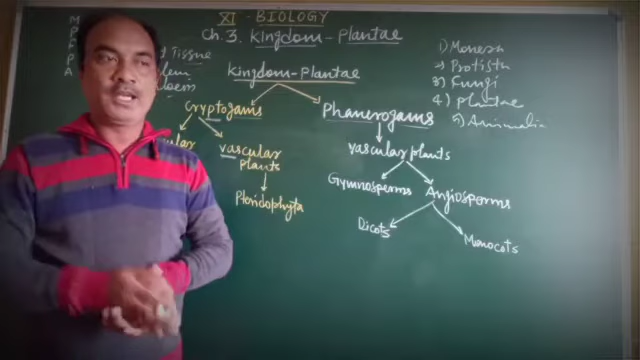 XI - BIOLOGY
Ch. 3. Kingdom - Plantae
M
P
F
P
A
Tissue
Kingdom - Plantae
Cryptogams
Phanerogams
vascular
plants
Pteridophyta
vascular plants
Gymnosperms
Angiosperms
Dicots
Monocots
1) Monera
2) Protista
3) Fungi
4) Plantae
5) Animalia